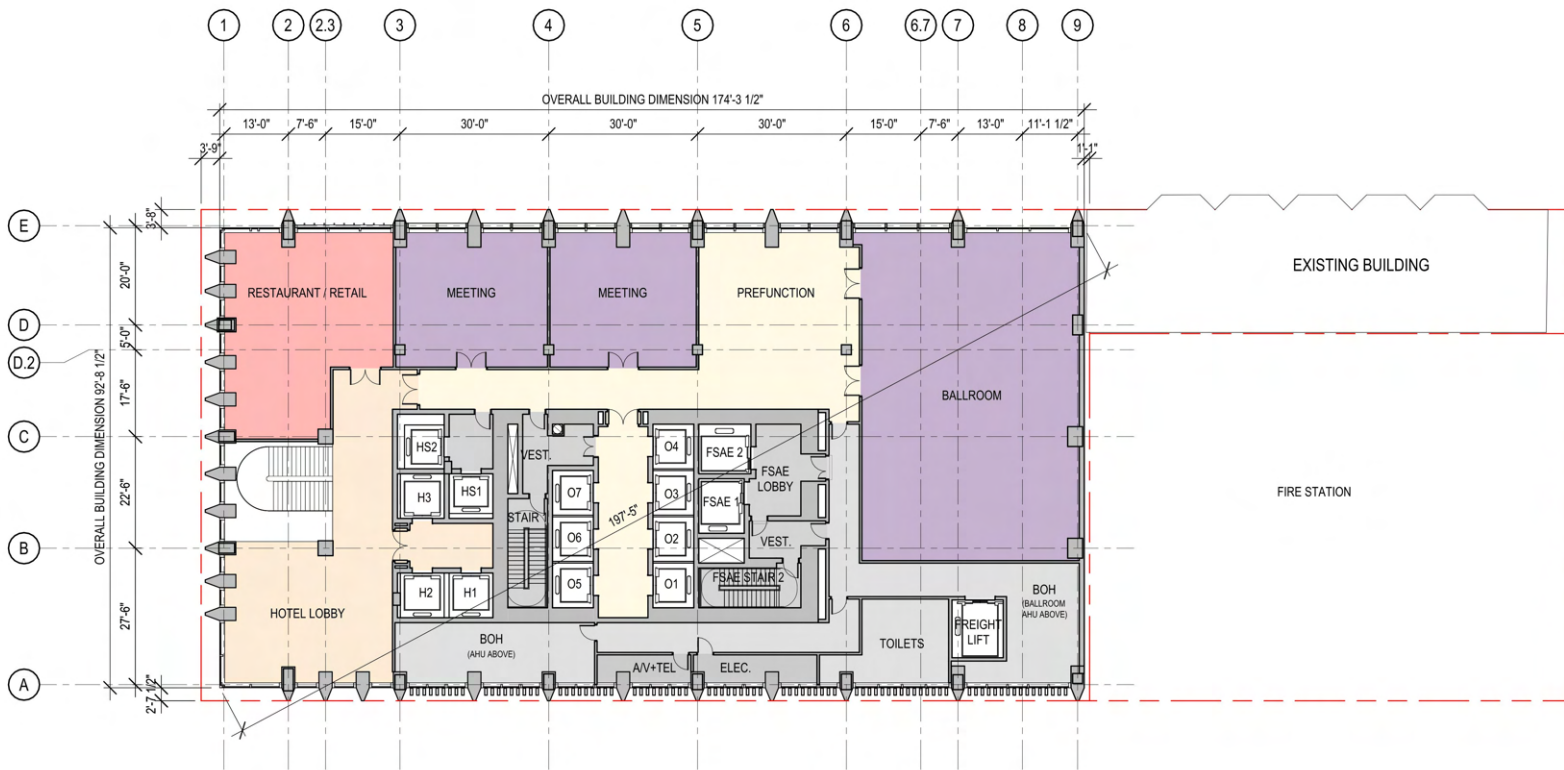 1 2 2.3 3 4 5 6 6.7 7 8 9
OVERALL BUILDING DIMENSION 174'-3 1/2"
13'-0" 7'-6" 15'-0" 30'-0" 30'-0" 30'-0" 15'-0" 7'-6" 13'-0" 11'-1 1/2"
3'-9"
1'-1"
E
D
D.2
C
B
A
3'-8"
20'-0"
5'-0"
17'-6"
22'-6"
27'-6"
2'-7 1/2"
OVERALL BUILDING DIMENSION 92'-8 1/2"
RESTAURANT / RETAIL
MEETING
MEETING
PREFUNCTION
BALLROOM
EXISTING BUILDING
FIRE STATION
HS2
H3
HS1
H2
H1
VEST.
STAIR 1
O7
O6
O5
197'-5"
O4
O3
O2
O1
FSAE 2
FSAE 1
FSAE
LOBBY
VEST.
FSAE STAIR 2
HOTEL LOBBY
BOH
(AHU ABOVE)
A/V+TEL
ELEC.
TOILETS
FREIGHT
LIFT
BOH
(BALLROOM
AHU ABOVE)